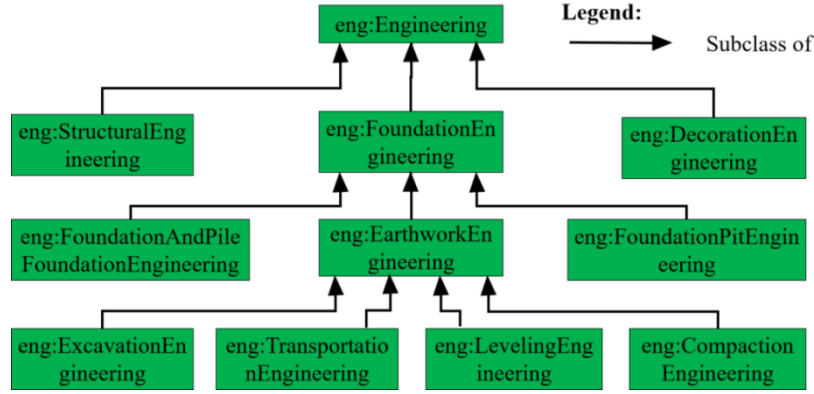 eng:Engineering
Legend:
Subclass of
eng:StructuralEng
ineering
eng:FoundationEn
gineering
eng:DecorationEn
gineering
eng:FoundationAndPile
FoundationEngineering
eng:EarthworkEn
gineering
eng:FoundationPitEngin
eering
eng:ExcavationEn
gineering
eng:Transportatio
nEngineering
eng:LevelingEng
ineering
eng:Compaction
Engineering